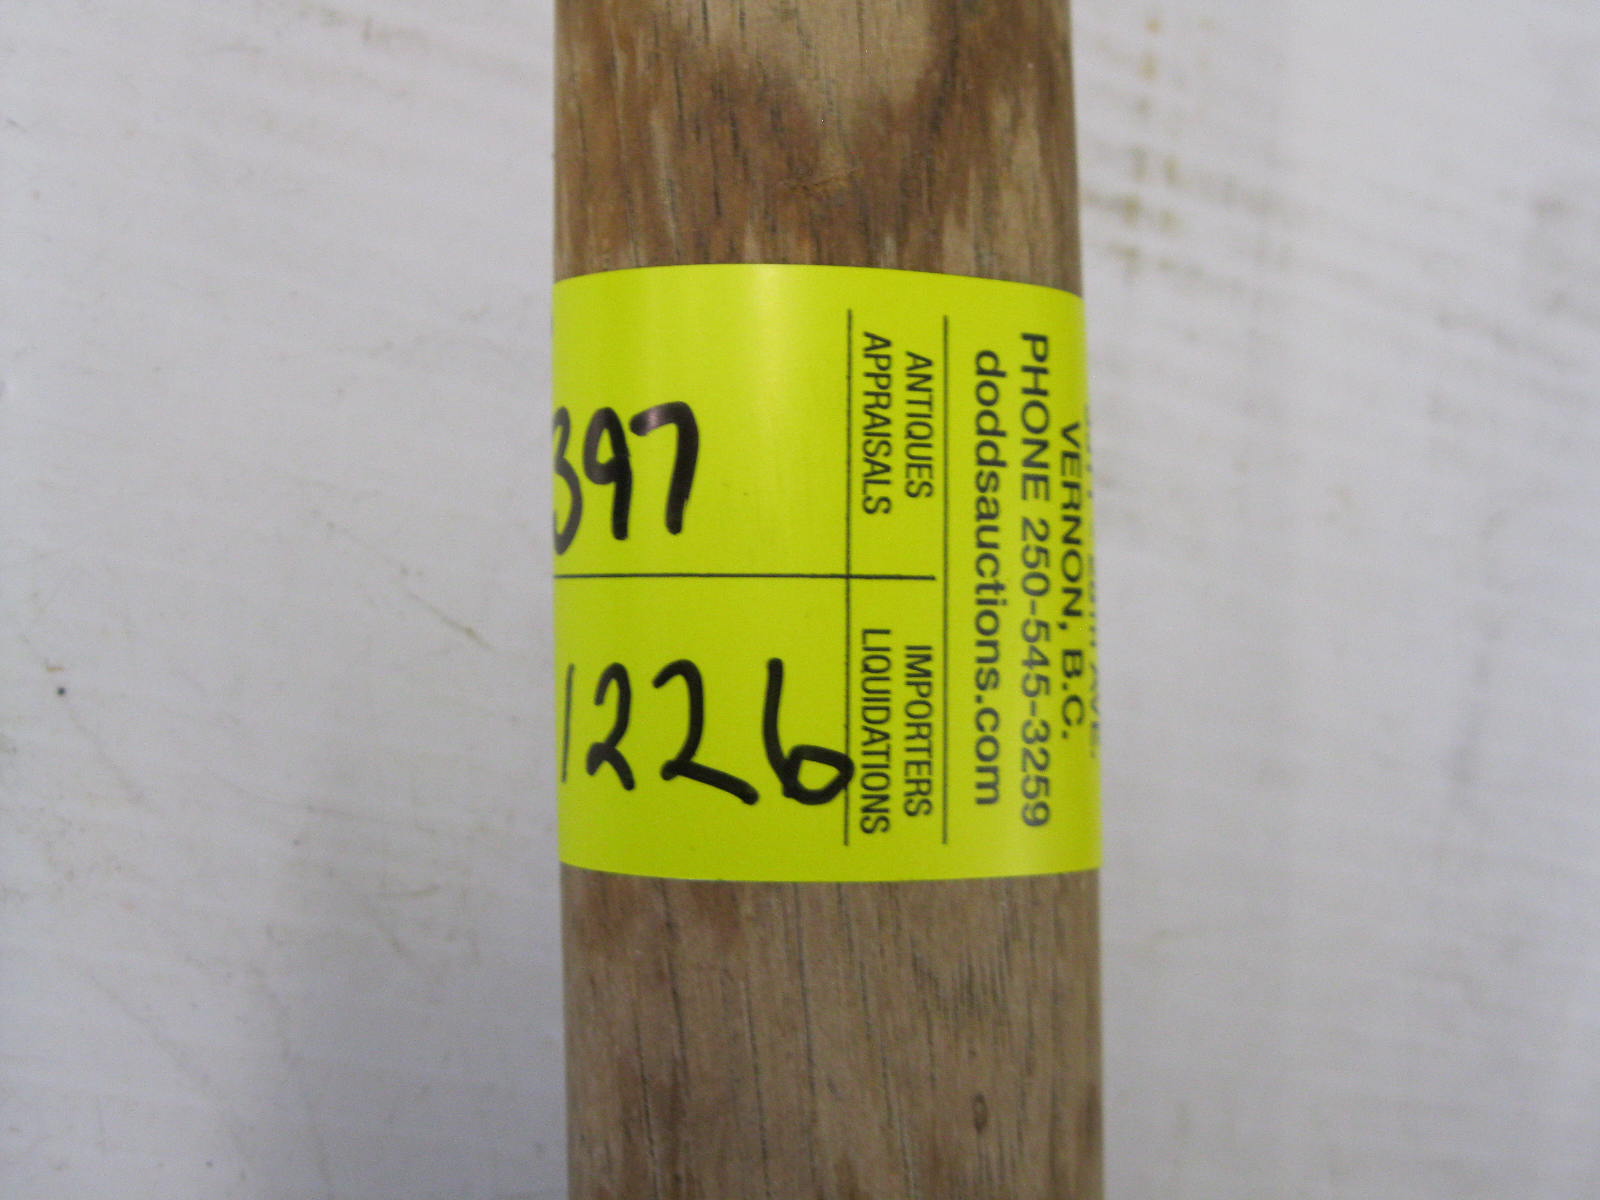 VERNON, B.C.
PHONE 250-545-3259
doddsauctions.com
ANTIQUES
APPRAISALS
IMPORTERS
LIQUIDATIONS
397
1226